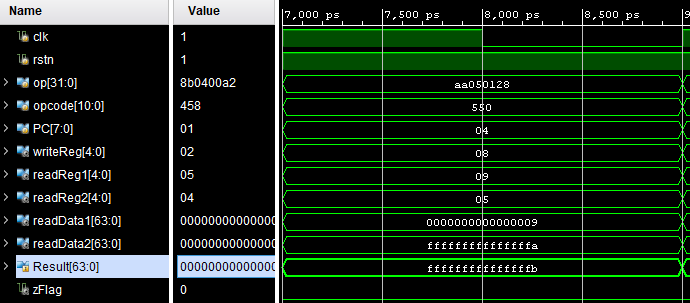 Name Value 7,000 ps 7,500 ps 8,000 ps 8,500 ps 9
clk 1
rstn 1
op[31:0] 8b0400a2 aa050128
opcode[10:0] 458 550
PC[7:0] 01 04
writeReg[4:0] 02 08
readReg1[4:0] 05 09
readReg2[4:0] 04 05
readData1[63:0] 00000000000000 0000000000000009
readData2[63:0] 00000000000000 fffffffffffffffa
Result[63:0] 00000000000000 fffffffffffffffb
zFlag 0